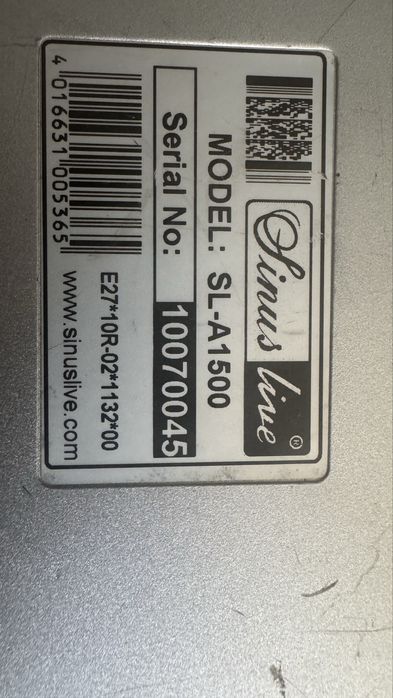 Sinus live®
MODEL: SL-A1500
Serial No: 10070045
4 016631 005365
E27*10R-02*1132*00
www.sinuslive.com